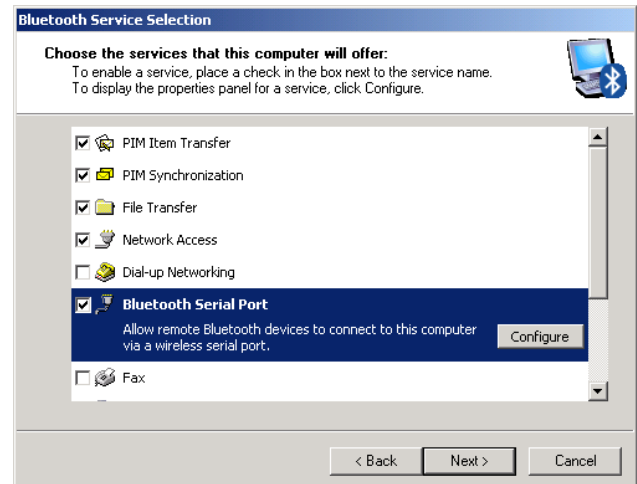 Bluetooth Service Selection
Choose the services that this computer will offer:
To enable a service, place a check in the box next to the service name.
To display the properties panel for a service, click Configure.
PIM Item Transfer
PIM Synchronization
File Transfer
Network Access
Dial-up Networking
Bluetooth Serial Port
Allow remote Bluetooth devices to connect to this computer
via a wireless serial port.
Configure
Fax
< Back
Next >
Cancel